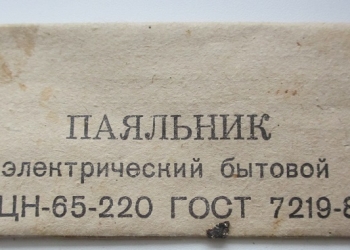 ПАЯЛЬНИК
электрический бытовой
ЦН-65-220 ГОСТ 7219-8